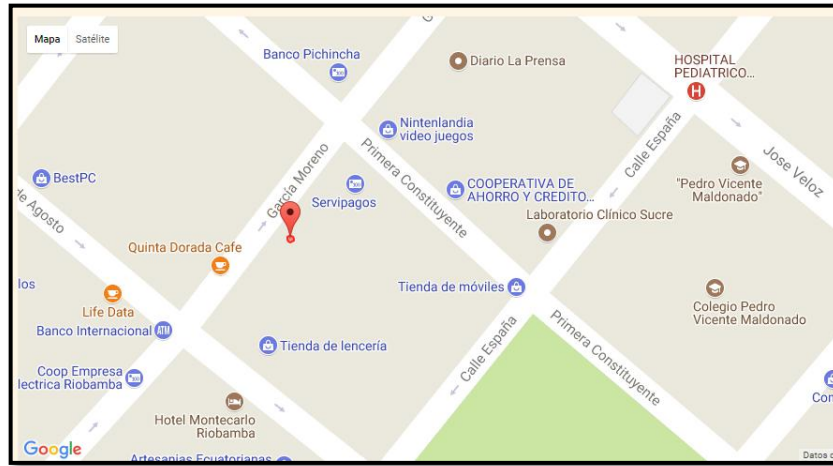 Mapa
Satélite
Banco Pichincha
Diario La Prensa
HOSPITAL
PEDIATRICO...
Nintenlandia
video juegos
BestPC
Servipagos
García Moreno
Primera Constituyente
COOPERATIVA DE
AHORRO Y CREDITO...
Calle España
Jose Veloz
"Pedro Vicente
Maldonado"
Laboratorio Clínico Sucre
de Agosto
Quinta Dorada Cafe
los
Life Data
Tienda de móviles
Banco Internacional
ATM
Colegio Pedro
Vicente Maldonado
Tienda de lencería
Calle España
Primera Constituyente
Coop Empresa
lectrica Riobamba
Hotel Montecarlo
Riobamba
Con
Google
Artesanias Ecuatorianas
Datos d